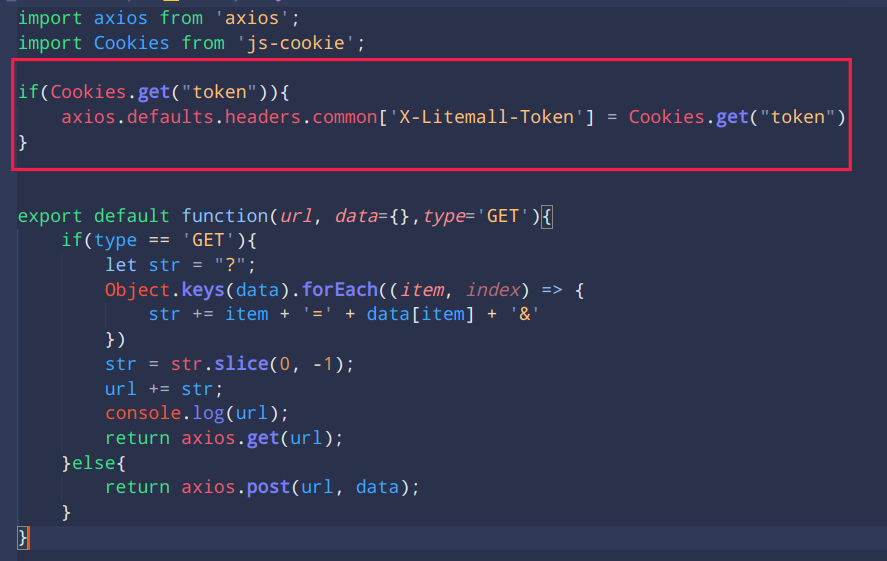 import axios from 'axios';
import Cookies from 'js-cookie';
if(Cookies.get("token")){
axios.defaults.headers.common['X-Litemall-Token'] = Cookies.get("token")
}
export default function(url, data={},type='GET'){
if(type == 'GET'){
let str = "?";
Object.keys(data).forEach((item, index) => {
str += item + '=' + data[item] + '&'
})
str = str.slice(0, -1);
url += str;
console.log(url);
return axios.get(url);
}else{
return axios.post(url, data);
}
}